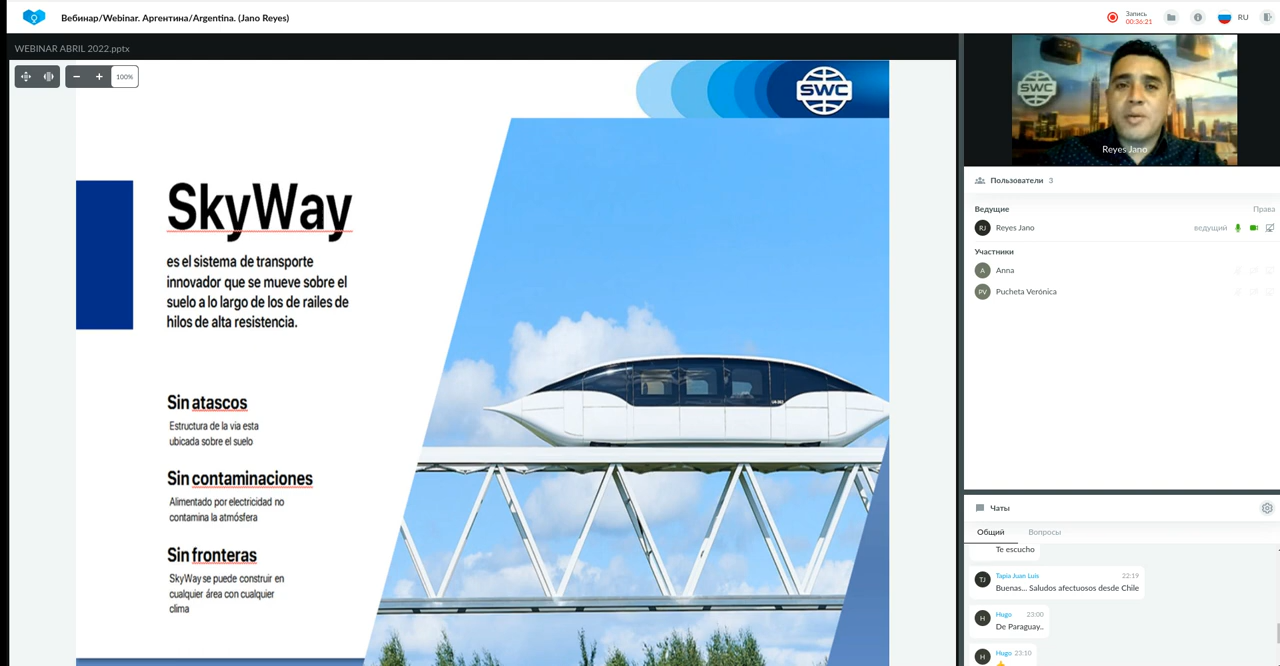 Вебинар/Webinar. Аргентина/Argentina. (Jano Reyes)
Запись
00:36:21
RU
WEBINAR ABRIL 2022.pptx
100%
SWC
SkyWay
es el sistema de transporte
innovador que se mueve sobre el
suelo a lo largo de los de railes de
hilos de alta resistencia.
Sin atascos
Estructura de la via esta
ubicada sobre el suelo
Sin contaminaciones
Alimentado por electricidad no
contamina la atmósfera
Sin fronteras
SkyWay se puede construir en
cualquier área con cualquier
clima
SWC
Reyes Jano
Пользователи 3
Ведущие
Права
RJ
Reyes Jano
ведущий
Участники
A
Anna
PV
Pucheta Verónica
Чаты
Общий
Вопросы
Te escucho
TJ
Tapia Juan Luis
22:19
Buenas... Saludos afectuosos desde Chile
H
Hugo
23:00
De Paraguay..
H
Hugo
23:10